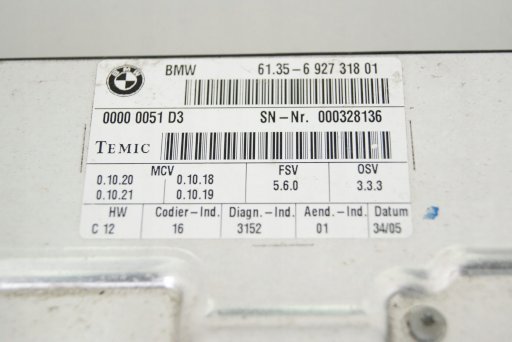 BMW BMW 61.35-6 927 318 01
0000 0051 D3 SN-Nr. 000328136
TEMIC
MCV FSV OSV
0.10.20 0.10.18 5.6.0 3.3.3
0.10.21 0.10.19
HW Codier-Ind. Diagn.-Ind. Aend.-Ind. Datum
C 12 16 3152 01 34/05